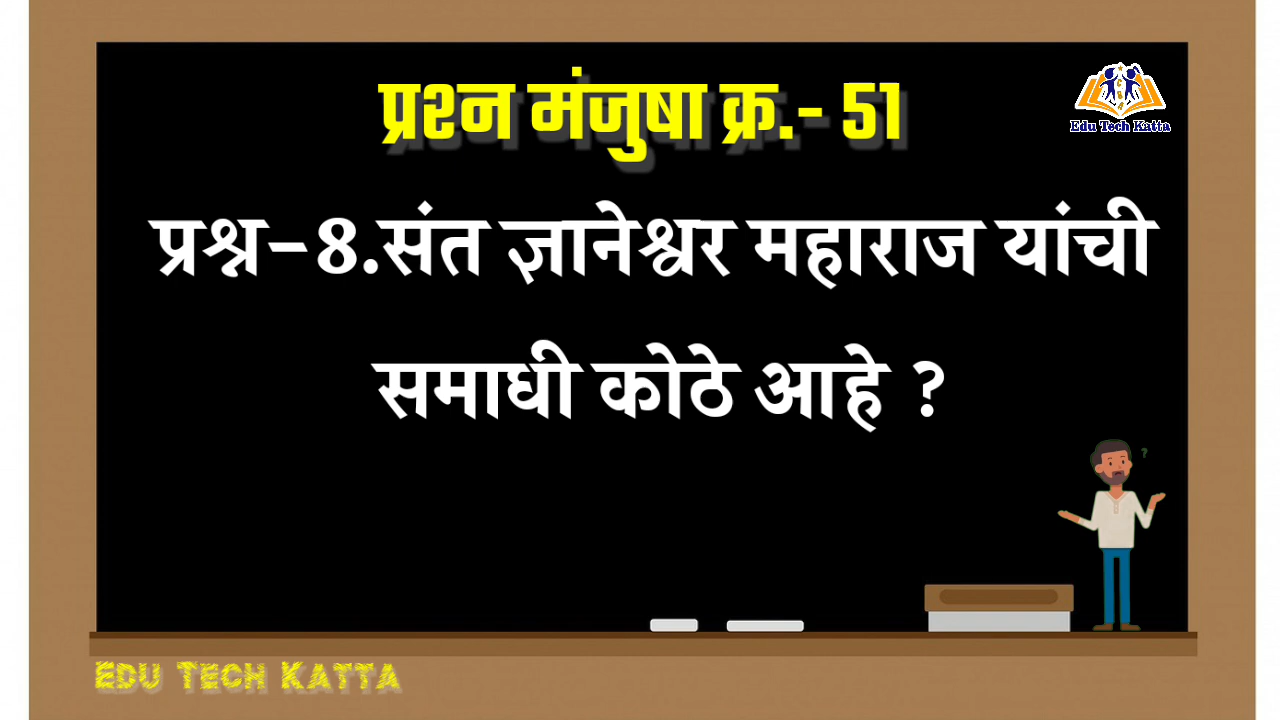 प्रश्न मंजुषा क्र.- 51
Edu Tech Katta
प्रश्न–8.संत ज्ञानेश्वर महाराज यांची
समाधी कोठे आहे ?
?
Edu Tech Katta